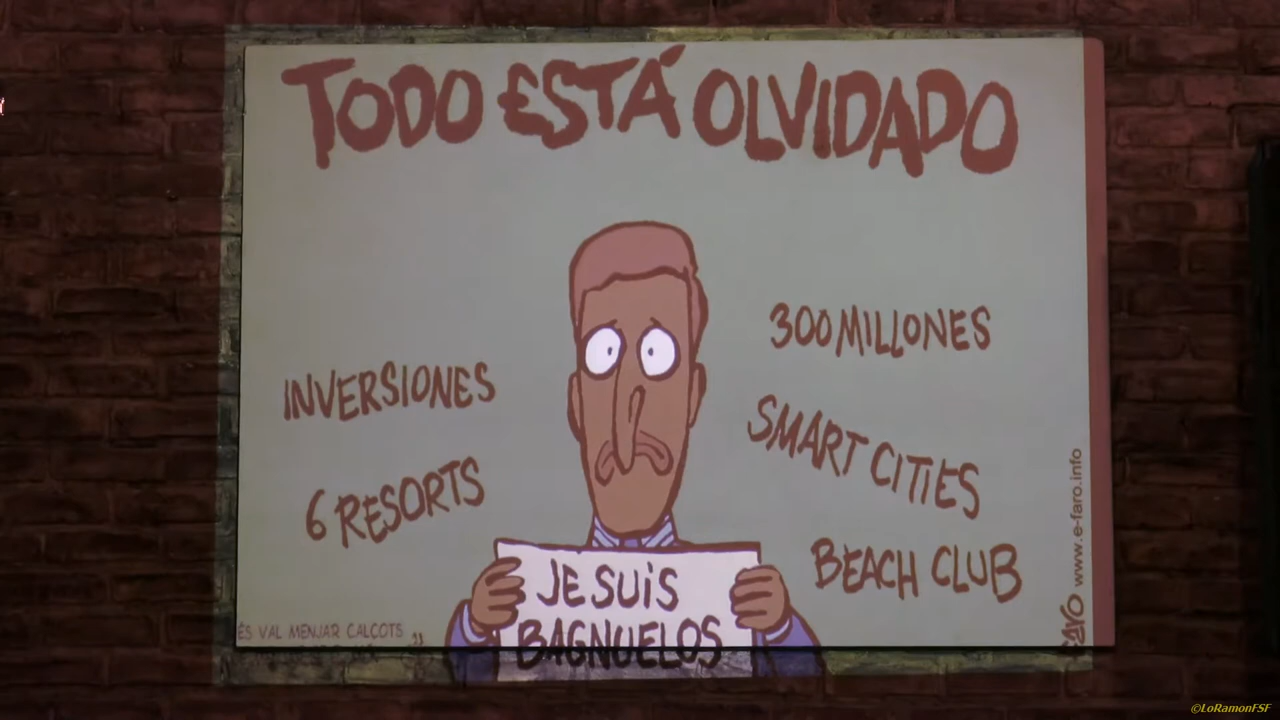 TODO ESTÁ OLVIDADO
INVERSIONES
6 RESORTS
300 MILLONES
SMART CITIES
BEACH CLUB
JE SUIS
BAGNUELOS
ÉS VAL MENJAR CALÇOTS
www.e-faro.info
©LoRamonFSF